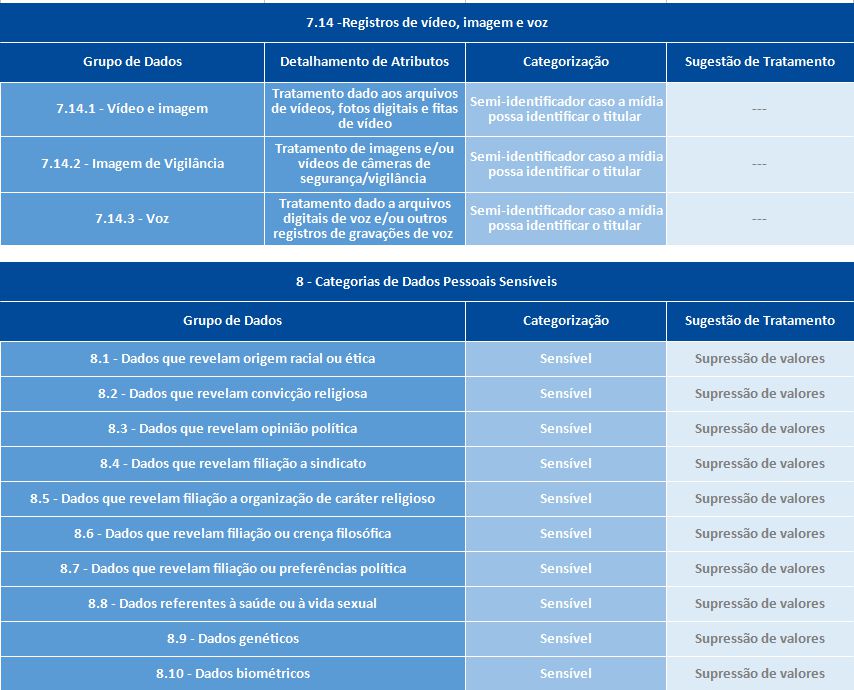 7.14 -Registros de vídeo, imagem e voz
Grupo de Dados
Detalhamento de Atributos
Categorização
Sugestão de Tratamento
7.14.1 - Vídeo e imagem
Tratamento dado aos arquivos
de vídeos, fotos digitais e fitas
de vídeo
Semi-identificador caso a mídia
possa identificar o titular
---
7.14.2 - Imagem de Vigilância
Tratamento de imagens e/ou
vídeos de câmeras de
segurança/vigilância
Semi-identificador caso a mídia
possa identificar o titular
---
7.14.3 - Voz
Tratamento dado a arquivos
digitais de voz e/ou outros
registros de gravações de voz
Semi-identificador caso a mídia
possa identificar o titular
---
8 - Categorias de Dados Pessoais Sensíveis
Grupo de Dados
Categorização
Sugestão de Tratamento
8.1 - Dados que revelam origem racial ou ética
Sensível
Supressão de valores
8.2 - Dados que revelam convicção religiosa
Sensível
Supressão de valores
8.3 - Dados que revelam opinião política
Sensível
Supressão de valores
8.4 - Dados que revelam filiação a sindicato
Sensível
Supressão de valores
8.5 - Dados que revelam filiação a organização de caráter religioso
Sensível
Supressão de valores
8.6 - Dados que revelam filiação ou crença filosófica
Sensível
Supressão de valores
8.7 - Dados que revelam filiação ou preferências política
Sensível
Supressão de valores
8.8 - Dados referentes à saúde ou à vida sexual
Sensível
Supressão de valores
8.9 - Dados genéticos
Sensível
Supressão de valores
8.10 - Dados biométricos
Sensível
Supressão de valores